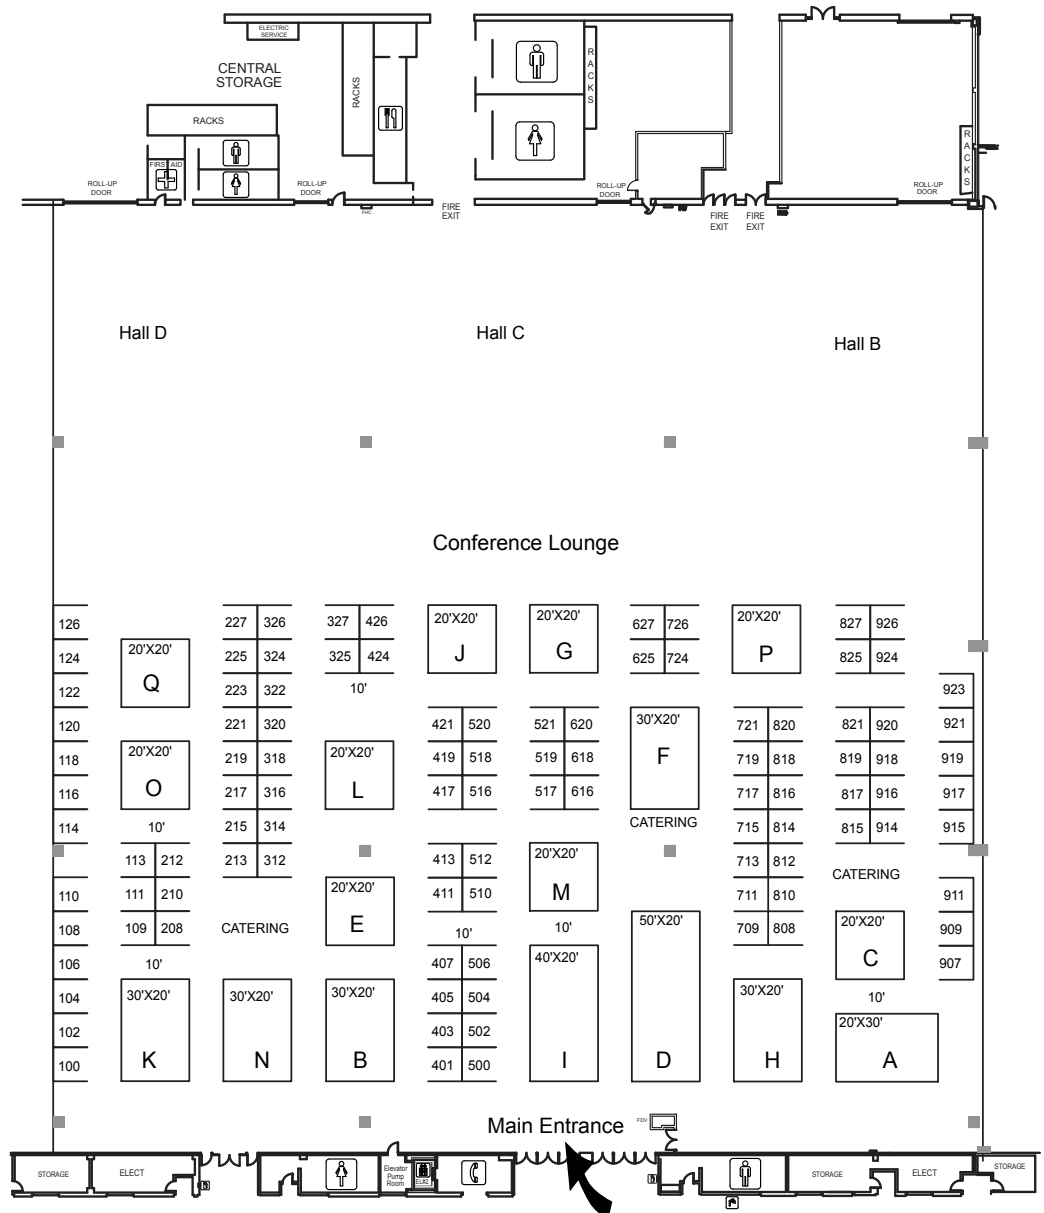 ELECTRIC
SERVICE
CENTRAL
STORAGE
RACKS
RACKS
RACKS
RACKS
FIRST AID
ROLL-UP
DOOR
ROLL-UP
DOOR
ROLL-UP
DOOR
ROLL-UP
DOOR
FHC
FIRE
EXIT
FIRE
EXIT
FIRE
EXIT
Hall D
Hall C
Hall B
Conference Lounge
126 227 326 327 426 20'X20' 20'X20' 627 726 20'X20' 827 926
J G P
124 20'X20' 225 324 325 424 625 724 825 924
Q
122 223 322 10' 923
120 221 320 421 520 521 620 30'X20' 721 820 821 920 921
F
118 20'X20' 219 318 20'X20' 419 518 519 618 719 818 819 918 919
O L
116 217 316 417 516 517 616 717 816 817 916 917
114 10' 215 314 CATERING 715 814 815 914 915
113 212 213 312 413 512 20'X20' 713 812
M
CATERING
110 111 210 20'X20' 411 510 711 810 911
E
108 109 208 CATERING 10' 10' 50'X20' 709 808 20'X20' 909
C
106 10' 407 506 40'X20' 907
104 30'X20' 30'X20' 30'X20' 405 504 30'X20' 10'
102 403 502 20'X30'
100 K N B 401 500 I D H A
Main Entrance
FDV
STORAGE
ELECT
Elevator
Pump
Room
EL#2
STORAGE
ELECT
STORAGE